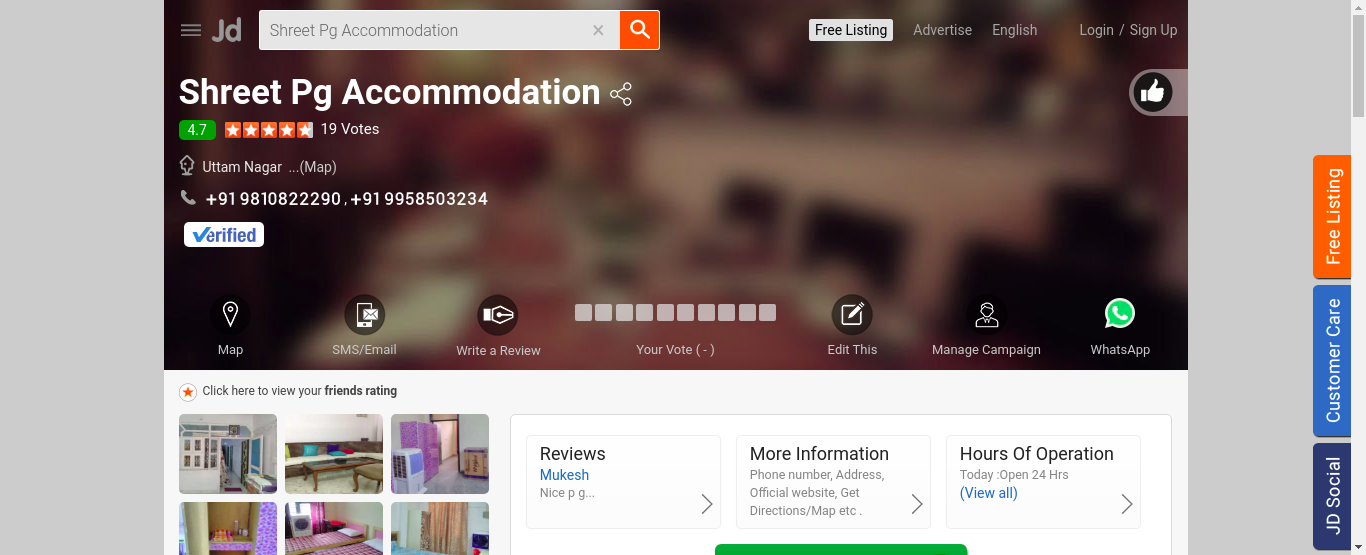 Jd
Shreet Pg Accommodation ×
Free Listing Advertise English Login / Sign Up
Shreet Pg Accommodation
4.7 19 Votes
Uttam Nagar ...(Map)
+91 9810822290 , +91 9958503234
Verified
Map
SMS/Email
Write a Review
Your Vote ( - )
Edit This
Manage Campaign
WhatsApp
Click here to view your friends rating
Reviews
Mukesh
Nice p g...
More Information
Phone number, Address,
Official website, Get
Directions/Map etc .
Hours Of Operation
Today :Open 24 Hrs
(View all)
Free Listing
Customer Care
JD Social